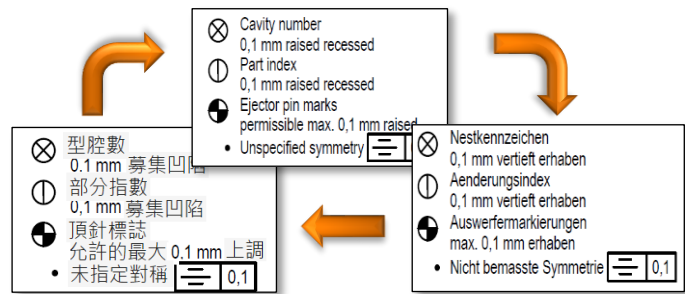 Cavity number
0,1 mm raised recessed
Part index
0,1 mm raised recessed
Ejector pin marks
permissible max. 0,1 mm raised
Unspecified symmetry
型腔數
0.1 mm 募集凹陷
部分指數
0,1 mm 募集凹陷
頂針標誌
允許的最大 0,1 mm 上調
未指定對稱 0,1
Nestkennzeichen
0,1 mm vertieft erhaben
Aenderungsindex
0,1 mm vertieft erhaben
Auswerfermarkierungen
max. 0,1 mm erhaben
Nicht bemasste Symmetrie 0,1